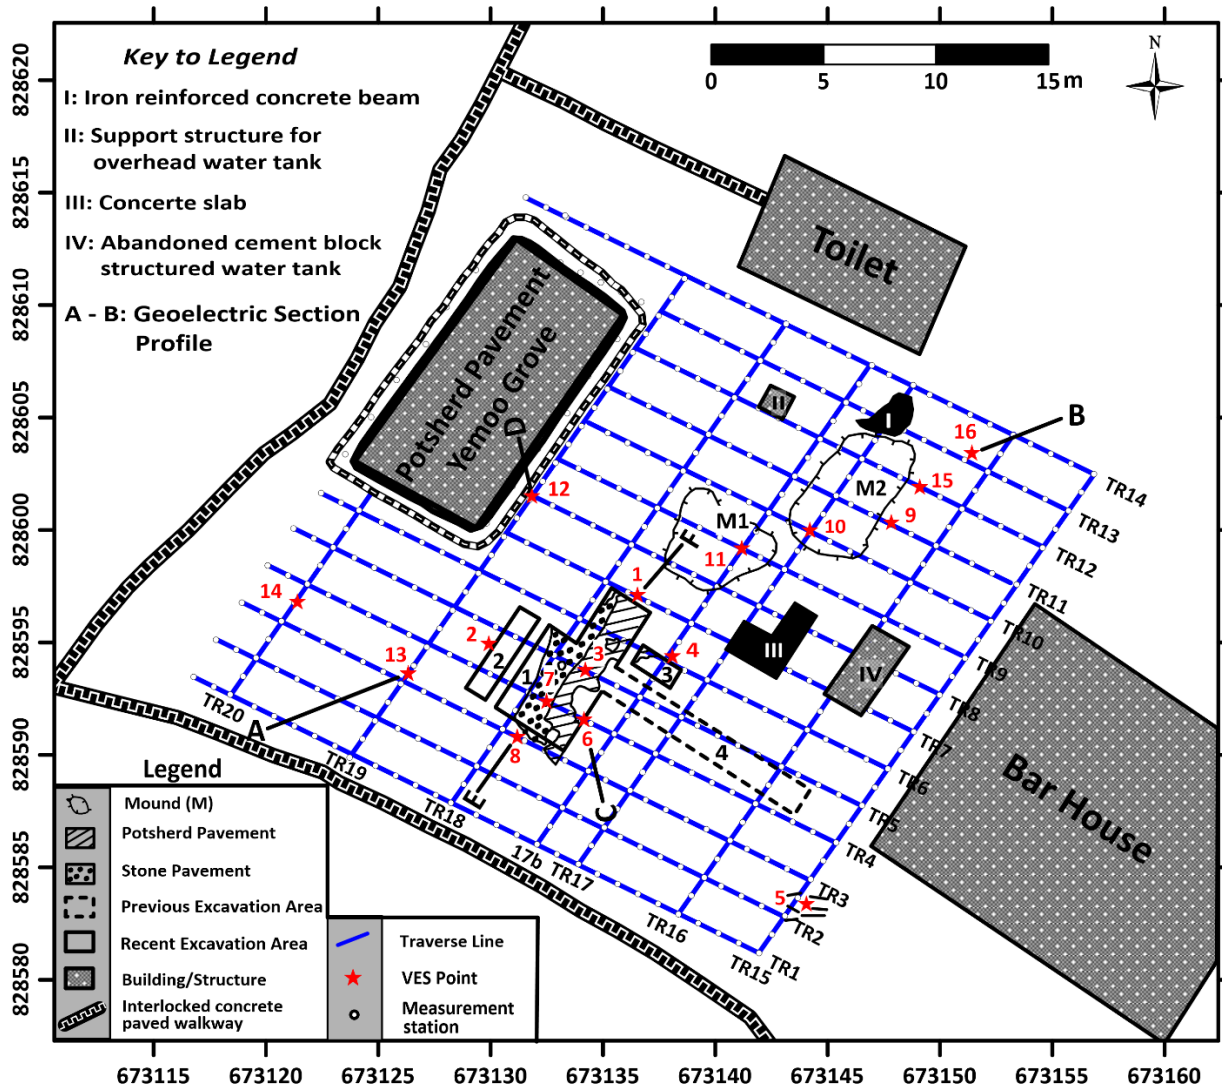 Key to Legend
I: Iron reinforced concrete beam
II: Support structure for
overhead water tank
III: Concerte slab
IV: Abandoned cement block
structured water tank
A - B: Geoelectric Section
Profile
0 5 10 15 m
N
828620
828615
828610
828605
828600
828595
828590
828585
828580
Toilet
Potsherd Pavement
Yemoo Grove
Bar House
II
I
III
IV
M1
M2
A
B
C
D
E
F
1
2
3
4
5
6
7
8
9
10
11
12
13
14
15
16
1
2
3
4
TR14
TR13
TR12
TR11
TR10
TR9
TR8
TR7
TR6
TR5
TR4
TR3
TR2
TR1
TR15
TR16
TR17
17b
TR18
TR19
TR20
Legend
Mound (M)
Potsherd Pavement
Stone Pavement
Previous Excavation Area
Recent Excavation Area
Building/Structure
Interlocked concrete
paved walkway
Traverse Line
VES Point
Measurement
station
673115 673120 673125 673130 673135 673140 673145 673150 673155 673160